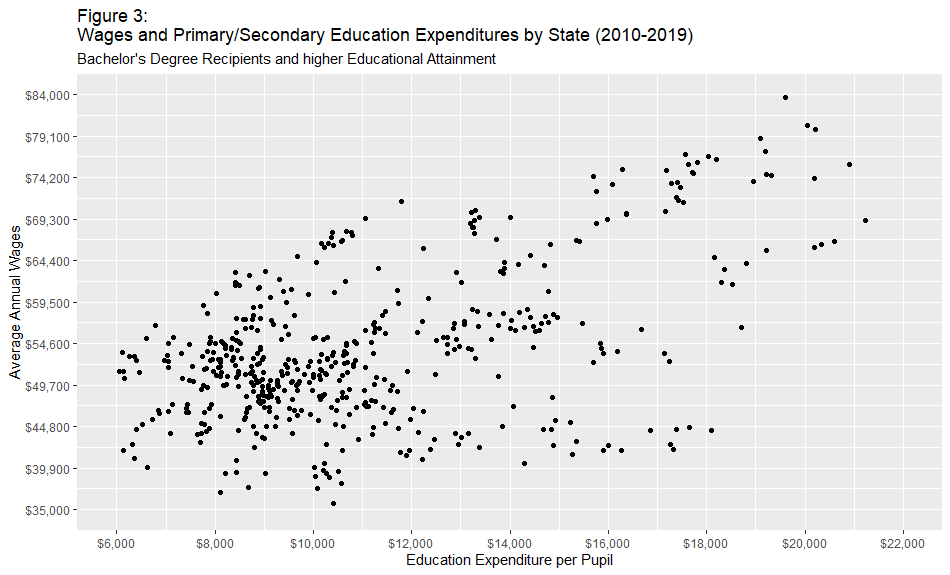 Figure 3:
Wages and Primary/Secondary Education Expenditures by State (2010-2019)
Bachelor's Degree Recipients and higher Educational Attainment
Average Annual Wages
$84,000
$79,100
$74,200
$69,300
$64,400
$59,500
$54,600
$49,700
$44,800
$39,900
$35,000
$6,000 $8,000 $10,000 $12,000 $14,000 $16,000 $18,000 $20,000 $22,000
Education Expenditure per Pupil